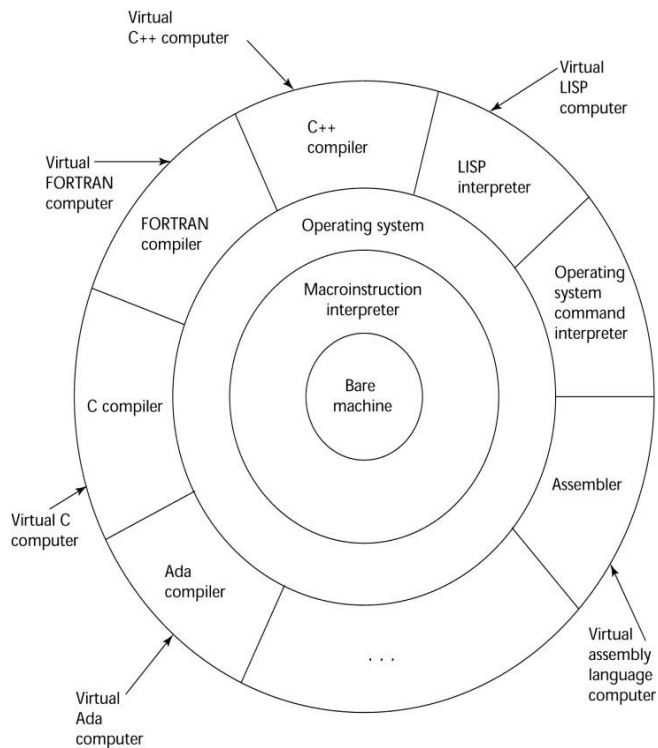 Virtual
C++ computer
Virtual
LISP
computer
C++
compiler
Virtual
FORTRAN
computer
LISP
interpreter
FORTRAN
compiler
Operating system
Operating
system
command
interpreter
Macroinstruction
interpreter
Bare
machine
C compiler
Assembler
Virtual C
computer
Ada
compiler
. . .
Virtual
assembly
language
computer
Virtual
Ada
computer